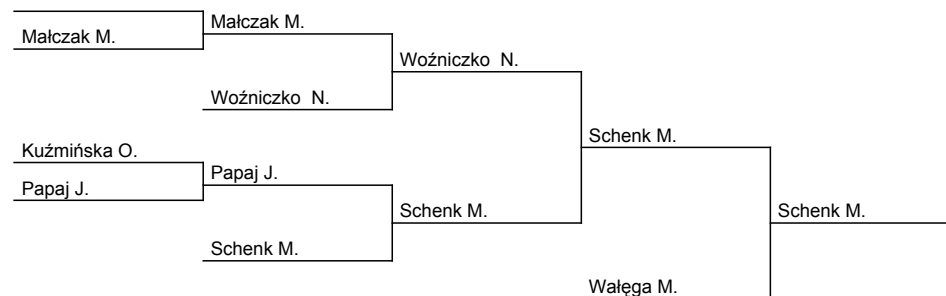 Małczak M.
Małczak M.
Woźniczko  N.
Woźniczko  N.
Schenk M.
Kuźmińska O.
Papaj J.
Papaj J.
Schenk M.
Schenk M.
Schenk M.
Wałęga M.